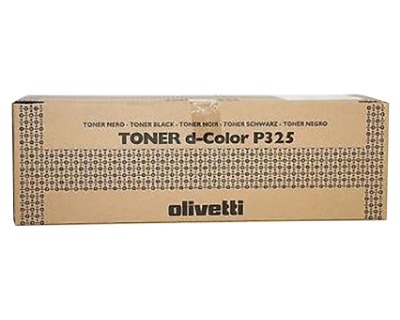 TONER NERO - TONER BLACK - TONER NOIR - TONER SCHWARZ - TONER NEGRO
TONER d-Color P325
olivetti